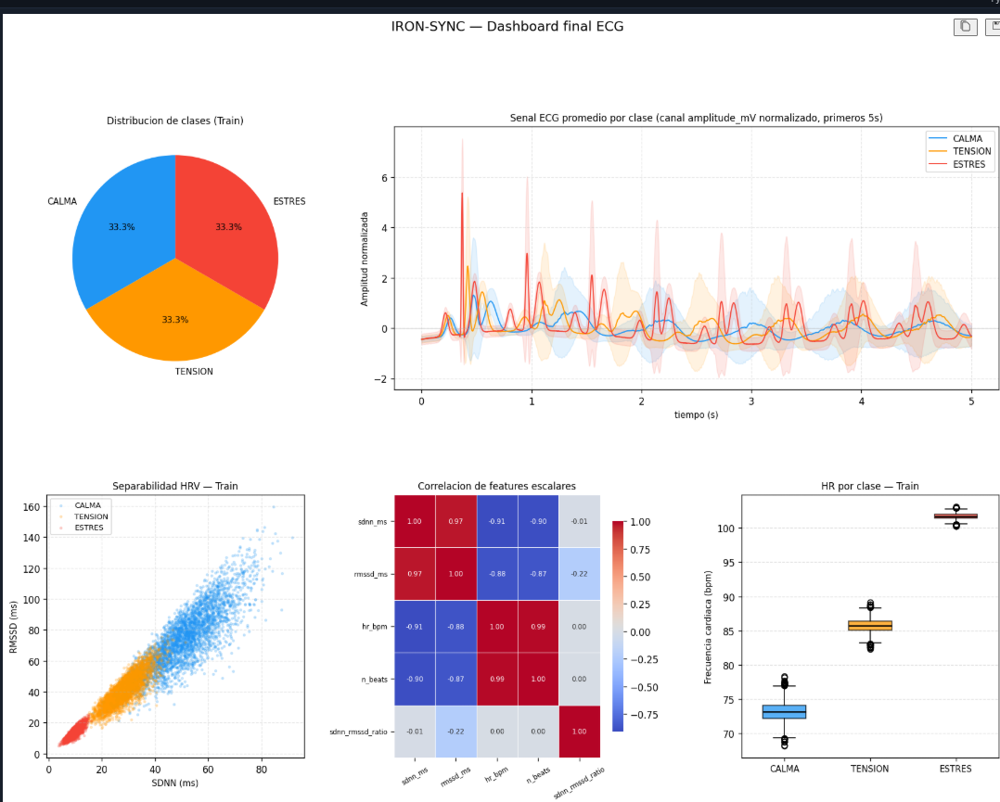 IRON-SYNC — Dashboard final ECG
Distribucion de clases (Train)
CALMA
33.3%
ESTRES
33.3%
33.3%
TENSION
Senal ECG promedio por clase (canal amplitude_mV normalizado, primeros 5s)
CALMA
TENSION
ESTRES
Amplitud normalizada
6
4
2
0
−2
0 1 2 3 4 5
tiempo (s)
Separabilidad HRV — Train
CALMA
TENSION
ESTRES
RMSSD (ms)
160
140
120
100
80
60
40
20
0
0 20 40 60 80
SDNN (ms)
Correlacion de features escalares
sdnn_ms 1.00 0.97 -0.91 -0.90 -0.01
rmssd_ms 0.97 1.00 -0.88 -0.87 -0.22
hr_bpm -0.91 -0.88 1.00 0.99 0.00
n_beats -0.90 -0.87 0.99 1.00 0.00
sdnn_rmssd_ratio -0.01 -0.22 0.00 0.00 1.00
sdnn_ms rmssd_ms hr_bpm n_beats sdnn_rmssd_ratio
1.00
0.75
0.50
0.25
0.00
−0.25
−0.50
−0.75
HR por clase — Train
Frecuencia cardiaca (bpm)
100
95
90
85
80
75
70
CALMA TENSION ESTRES